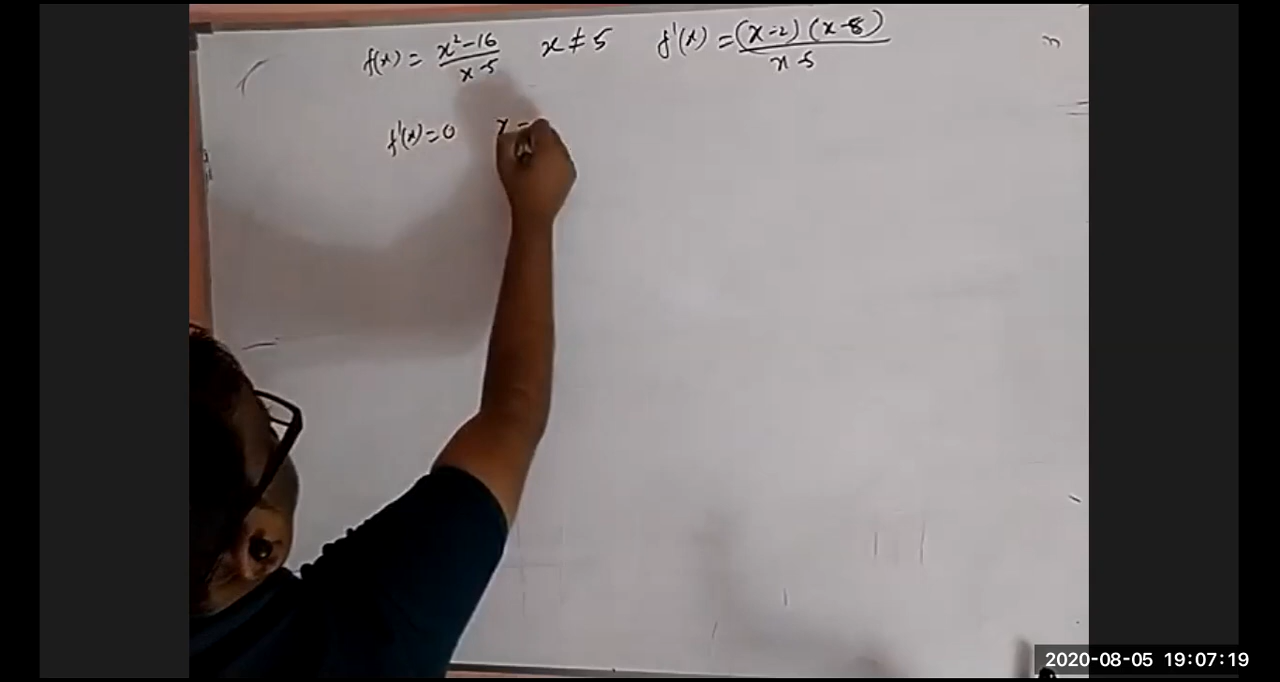 f(x) = x²-16 / x-5 x ≠ 5 f'(x) = (x-2)(x-8) / x-5
f'(x)=0 x =
2020-08-05 19:07:19